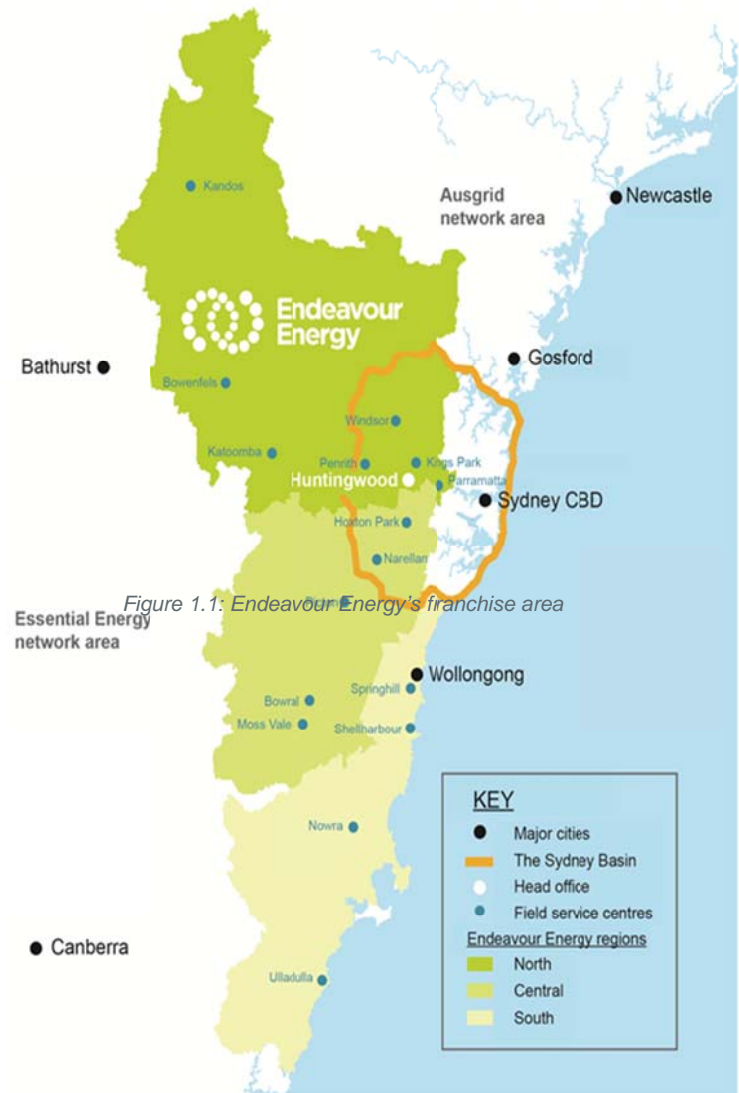 Kandos
Ausgrid
network area
Newcastle
Endeavour
Energy
Bathurst
Gosford
Bowenfels
Windsor
Katoomba
Penrith
Kings Park
Huntingwood
Parramatta
Sydney CBD
Hoxton Park
Narellan
Figure 1.1: Endeavour Energy's franchise area
Essential Energy
network area
Wollongong
Springhill
Bowral
Moss Vale
Shellharbour
Nowra
Canberra
Ulladulla
KEY
Major cities
The Sydney Basin
Head office
Field service centres
Endeavour Energy regions
North
Central
South